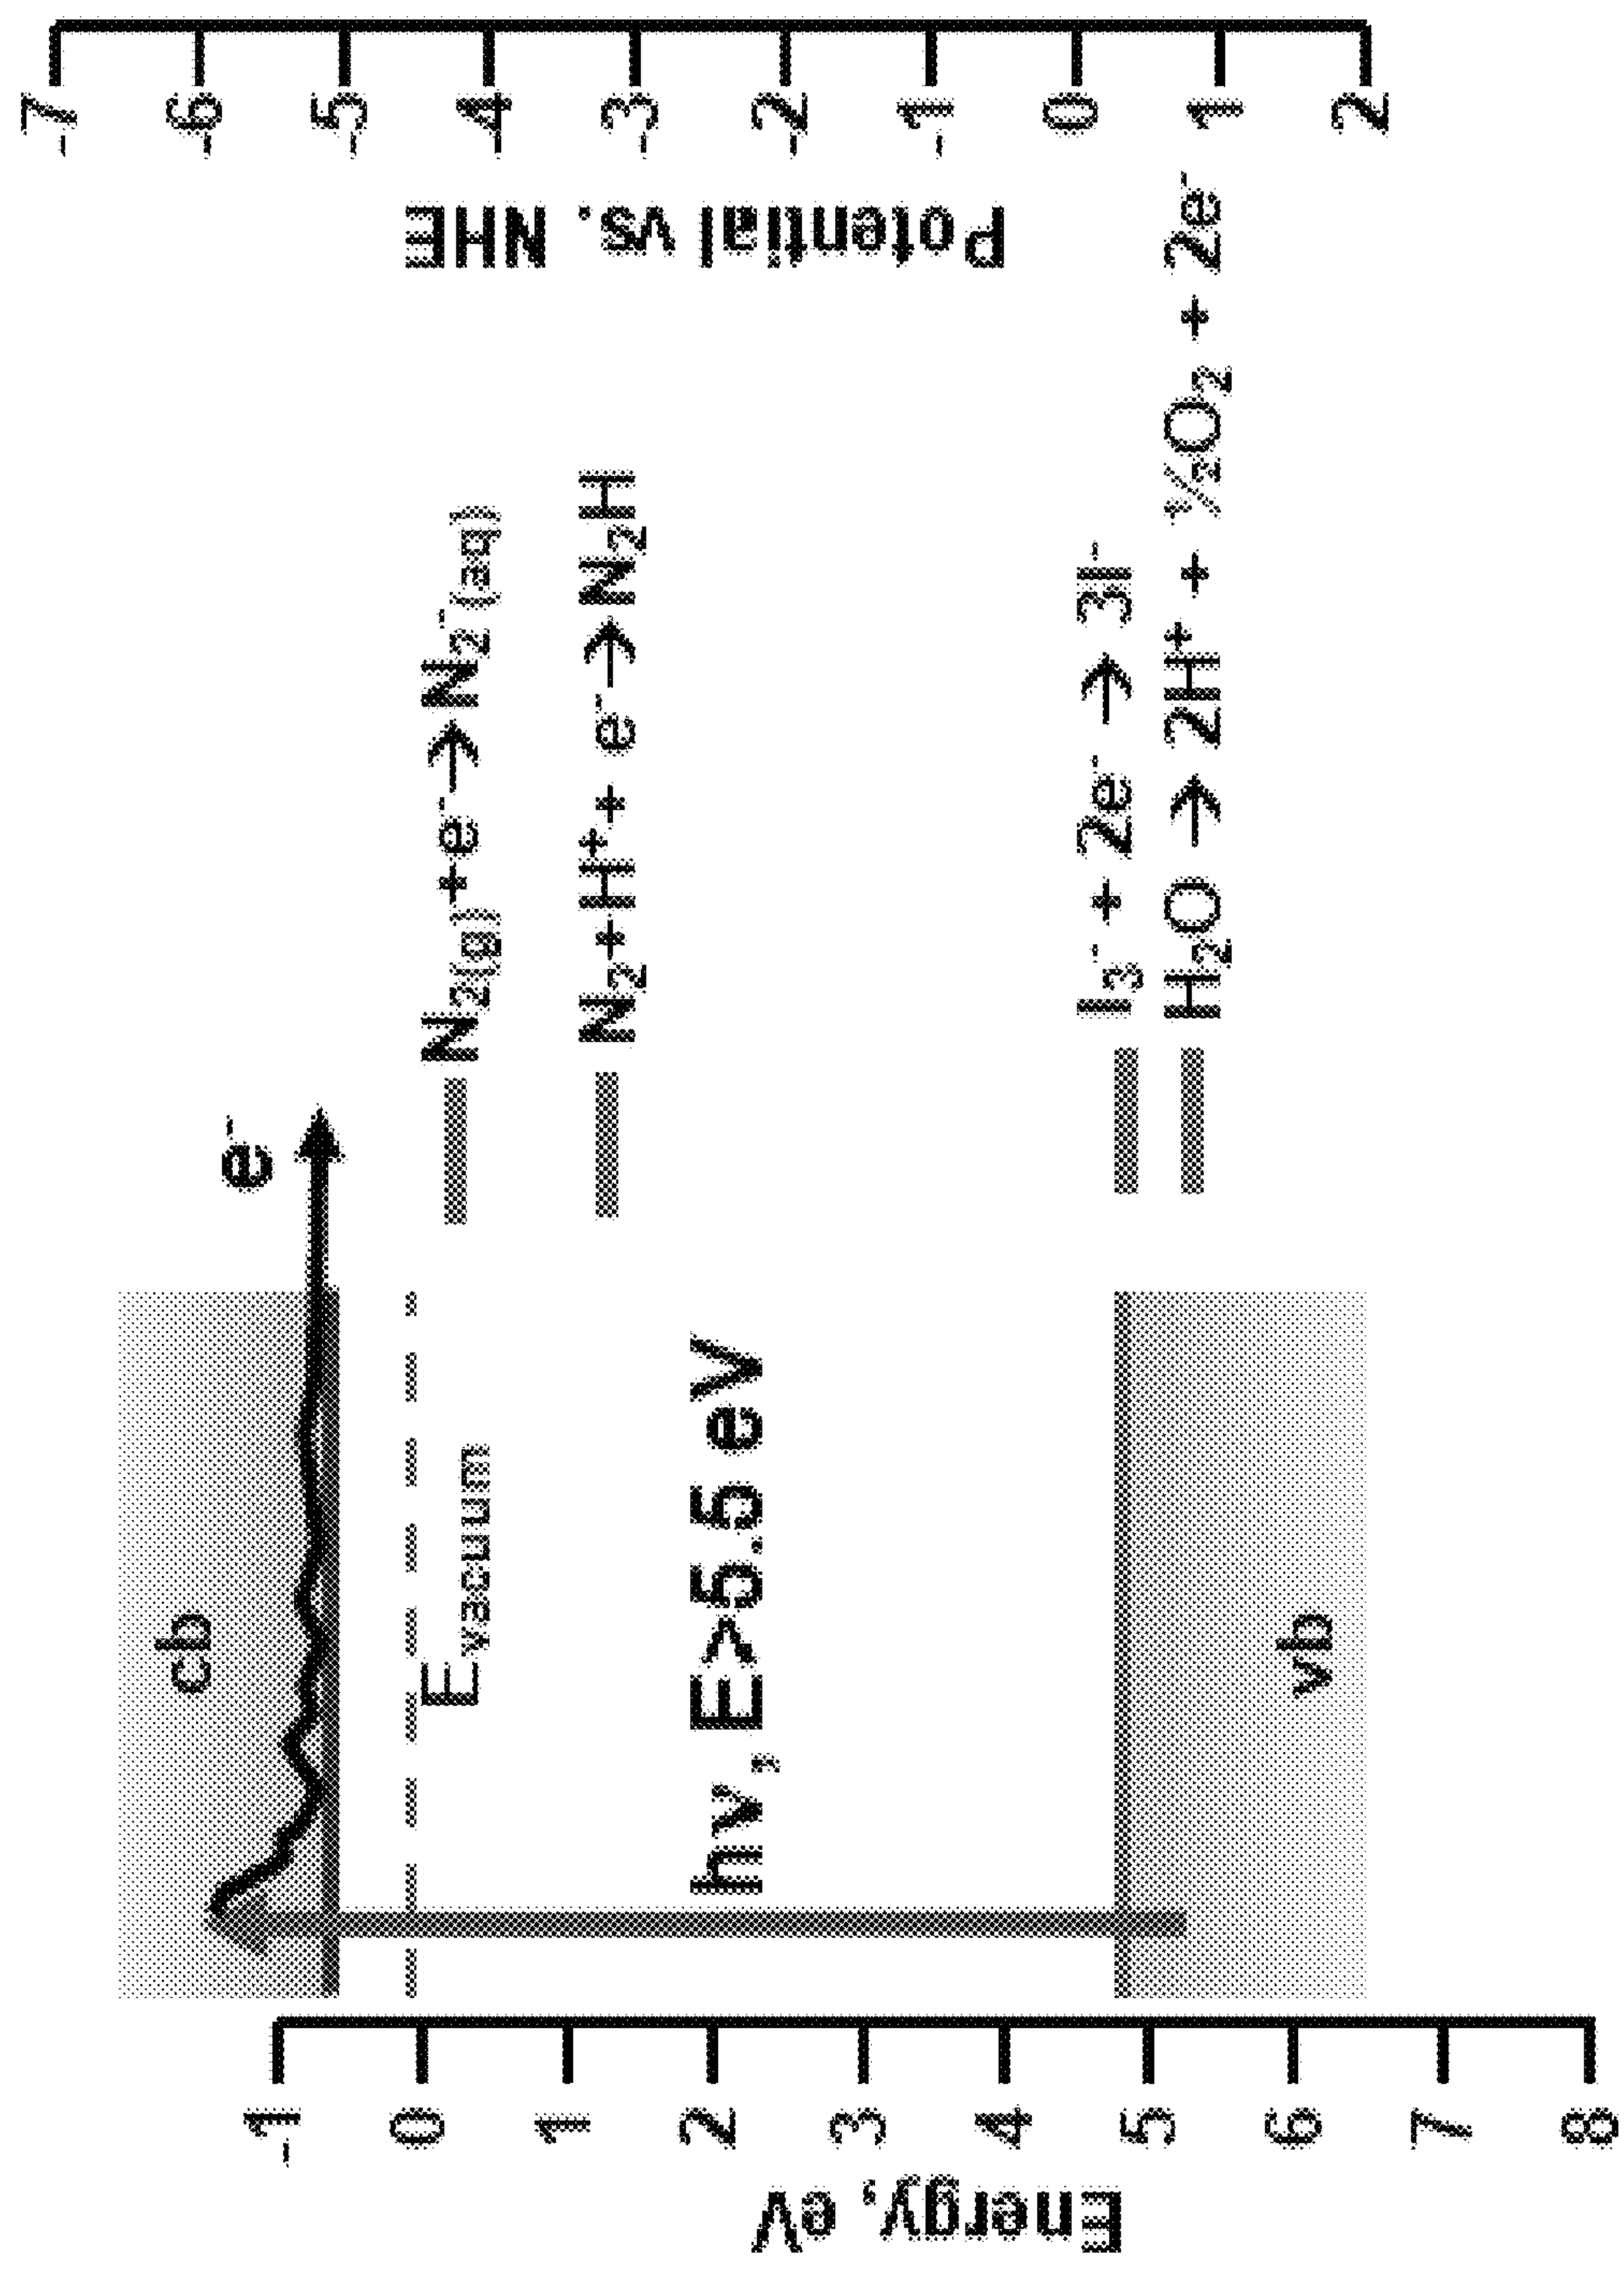 Energy, eV
-1
0
1
2
3
4
5
6
7
8
cb
E_vacuum
hν, E>5.5 eV
vb
e⁻
N₂(g)+e⁻→N₂⁻(aq)
N₂+H⁺+ e⁻→N₂H
I₃⁻ + 2e⁻ → 3I⁻
H₂O → 2H⁺ + ½O₂ + 2e⁻
Potential vs. NHE
-7
-6
-5
-4
-3
-2
-1
0
1
2